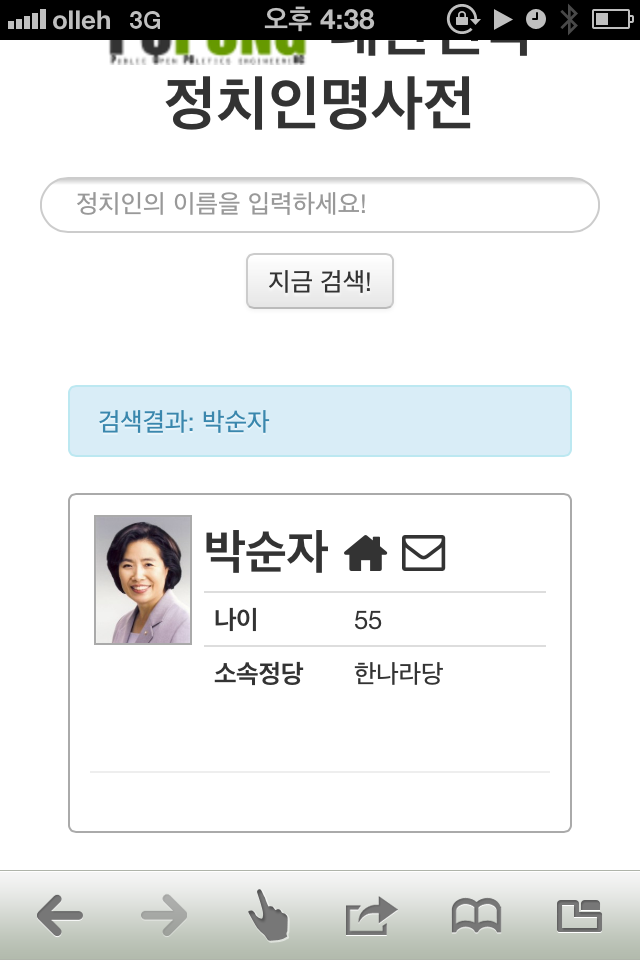 olleh 3G 오후 4:38
PUBLIC OPEN POLITICS ENGINEERING
정치인명사전
정치인의 이름을 입력하세요!
지금 검색!
검색결과: 박순자
박순자
나이 55
소속정당 한나라당